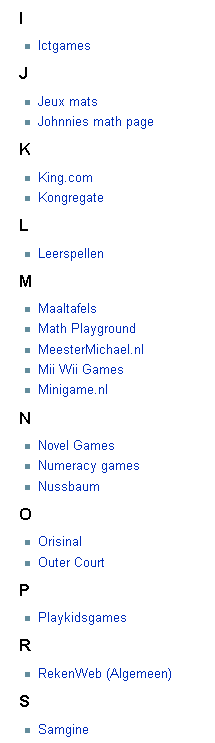 I
Ictgames
J
Jeux mats
Johnnies math page
K
King.com
Kongregate
L
Leerspellen
M
Maaltafels
Math Playground
MeesterMichael.nl
Mii Wii Games
Minigame.nl
N
Novel Games
Numeracy games
Nussbaum
O
Orisinal
Outer Court
P
Playkidsgames
R
RekenWeb (Algemeen)
S
Samgine